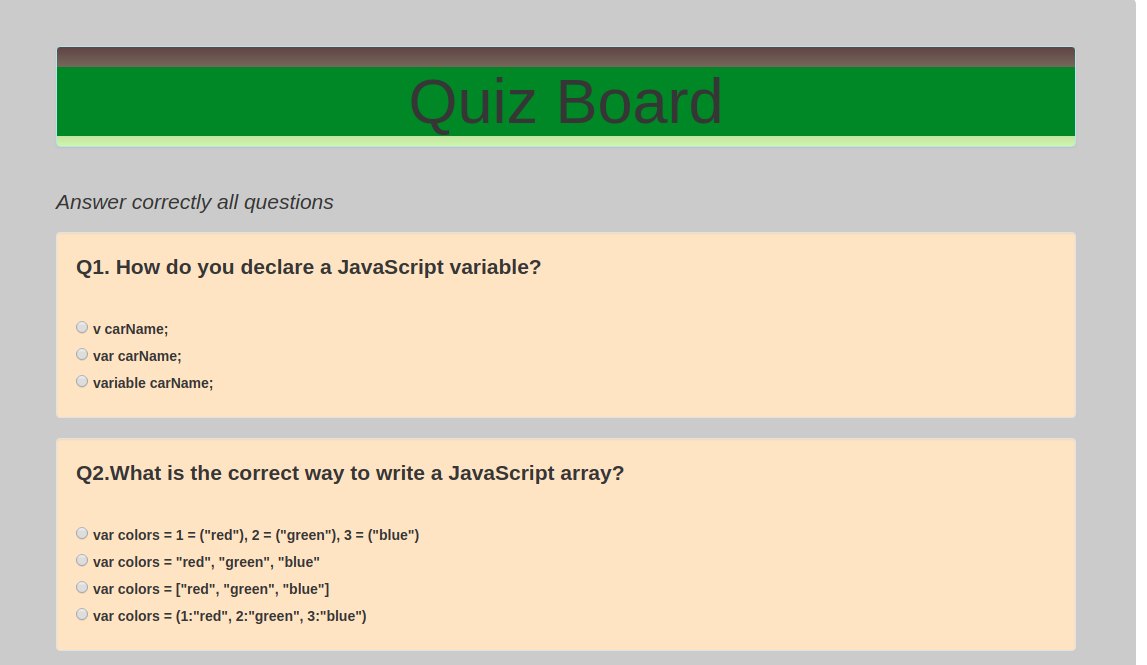 Quiz Board
Answer correctly all questions
Q1. How do you declare a JavaScript variable?
v carName;
var carName;
variable carName;
Q2.What is the correct way to write a JavaScript array?
var colors = 1 = ("red"), 2 = ("green"), 3 = ("blue")
var colors = "red", "green", "blue"
var colors = ["red", "green", "blue"]
var colors = (1:"red", 2:"green", 3:"blue")